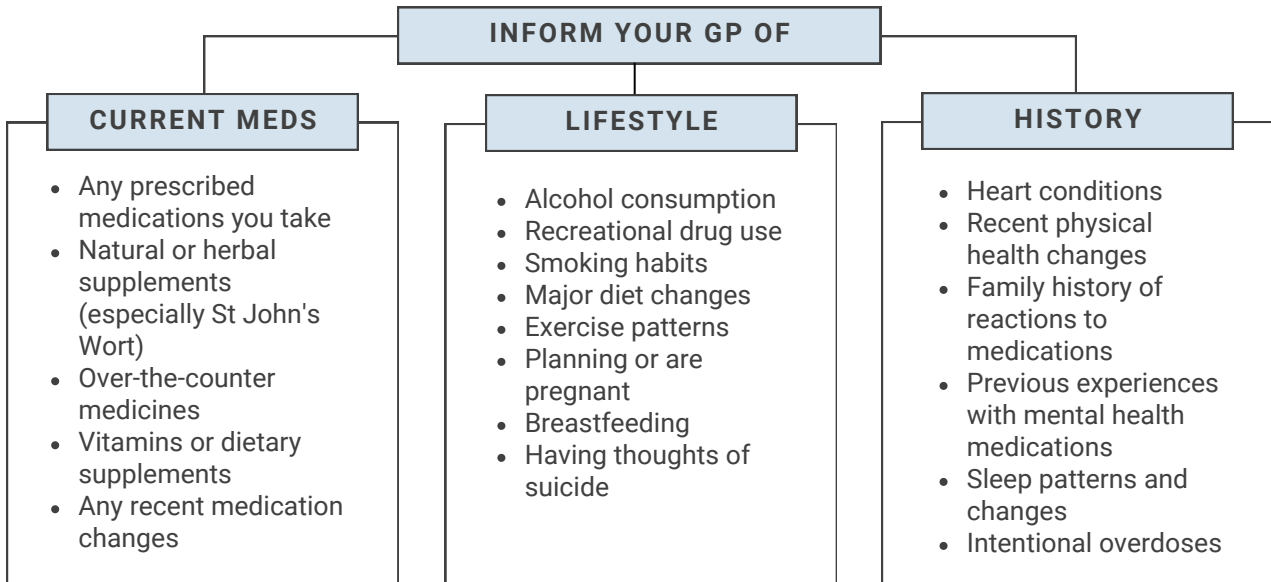 INFORM YOUR GP OF
CURRENT MEDS
• Any prescribed
medications you take
• Natural or herbal
supplements
(especially St John's
Wort)
• Over-the-counter
medicines
• Vitamins or dietary
supplements
• Any recent medication
changes
LIFESTYLE
• Alcohol consumption
• Recreational drug use
• Smoking habits
• Major diet changes
• Exercise patterns
• Planning or are
pregnant
• Breastfeeding
• Having thoughts of
suicide
HISTORY
• Heart conditions
• Recent physical
health changes
• Family history of
reactions to
medications
• Previous experiences
with mental health
medications
• Sleep patterns and
changes
• Intentional overdoses